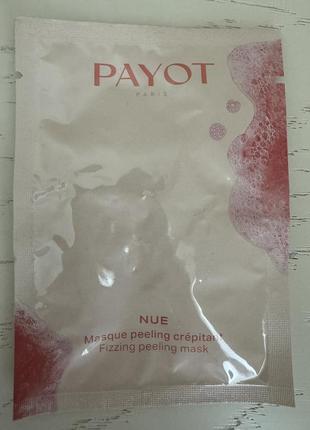 PAYOT
PARIS
NUE
Masque peeling crépitant
Fizzing peeling mask